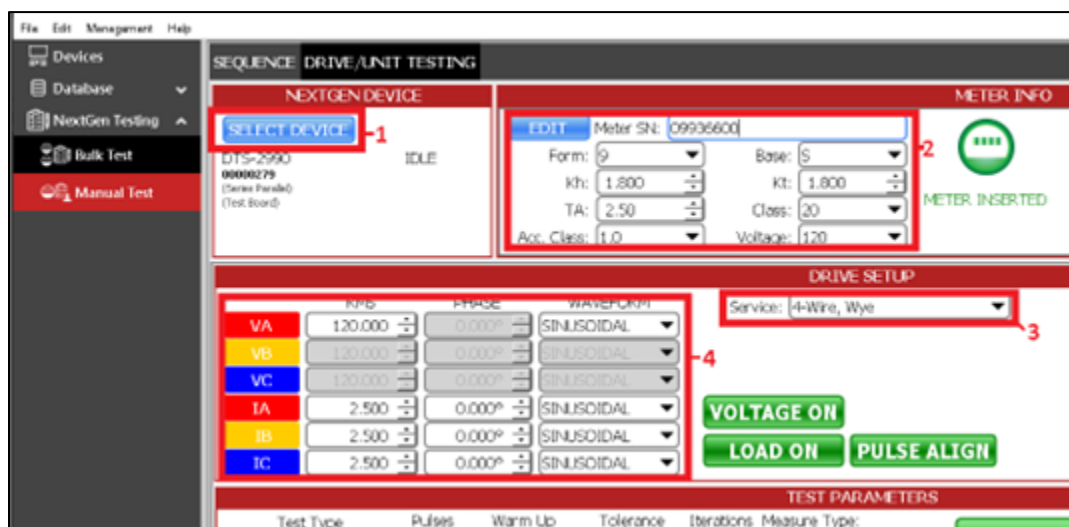 File Edit Management Help
Devices
Database
NextGen Testing
Bulk Test
Manual Test
SEQUENCE DRIVE/UNIT TESTING
NEXTGEN DEVICE
SELECT DEVICE
1
DTS-2990 IDLE
00000279
(Series Parallel)
(Test Board)
METER INFO
EDIT Meter SN: 09936600
2
Form: 9 Base: S
Kh: 1.800 Kt: 1.800
TA: 2.50 Class: 20
Acc. Class: 1.0 Voltage: 120
METER INSERTED
DRIVE SETUP
RMS PHASE WAVEFORM
VA 120.000 0.000° SINUSOIDAL
VB 120.000 0.000° SINUSOIDAL
VC 120.000 0.000° SINUSOIDAL
IA 2.500 0.000° SINUSOIDAL
IB 2.500 0.000° SINUSOIDAL
IC 2.500 0.000° SINUSOIDAL
4
Service: 4-Wire, Wye
3
VOLTAGE ON
LOAD ON PULSE ALIGN
TEST PARAMETERS
Test Type Pulses Warm Up Tolerance Iterations Measure Type: